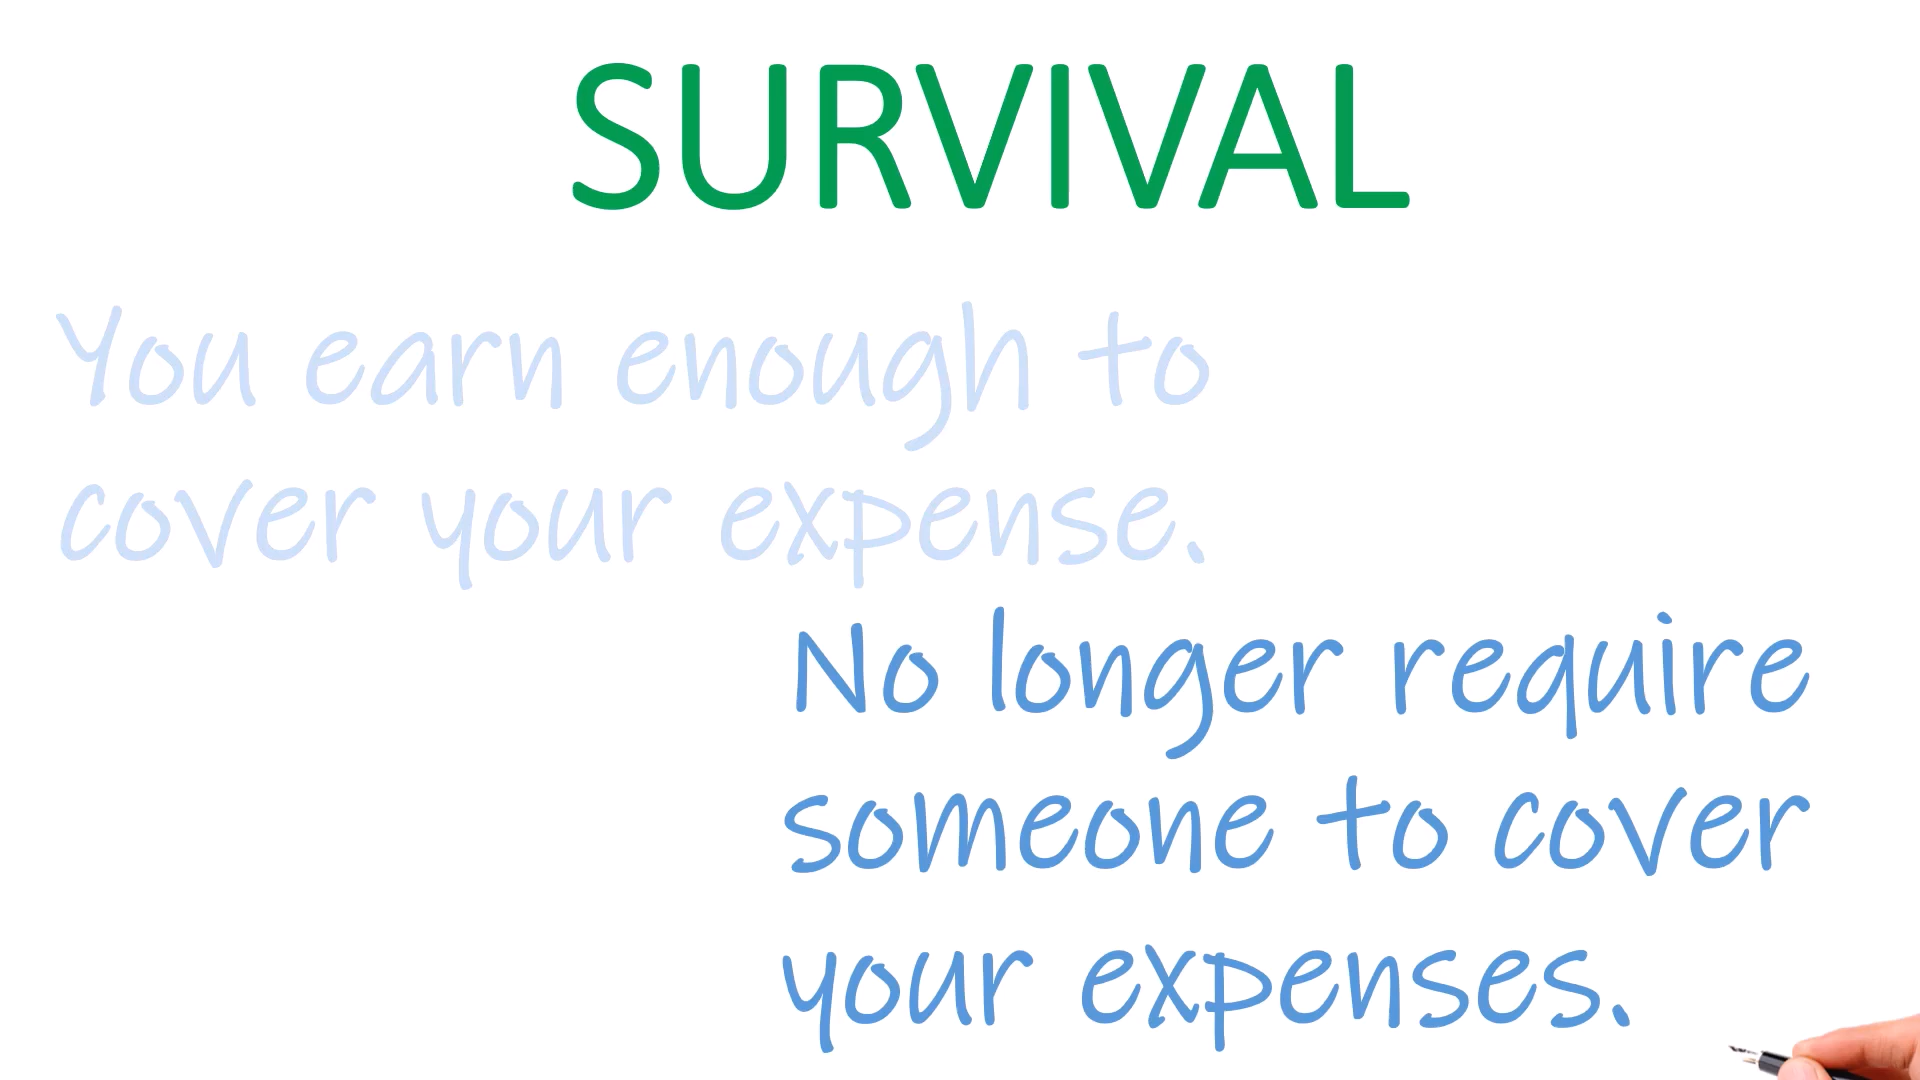 SURVIVAL
You earn enough to
cover your expense.
No longer require
someone to cover
your expenses.